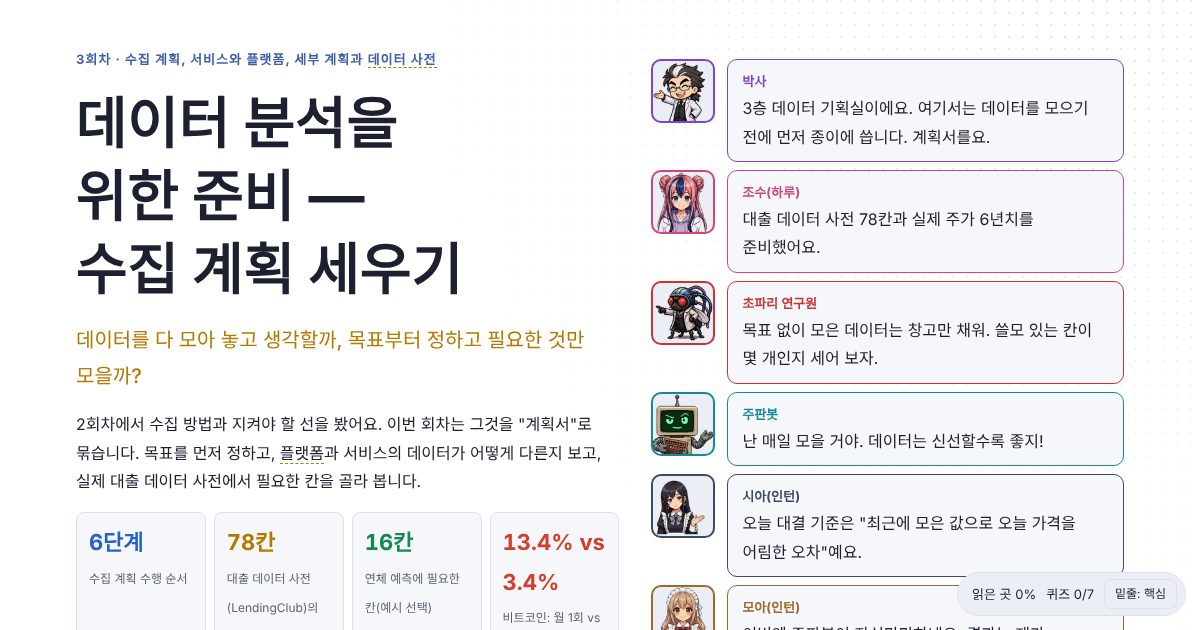 3회차 · 수집 계획, 서비스와 플랫폼, 세부 계획과 데이터 사전
데이터 분석을
위한 준비 —
수집 계획 세우기
데이터를 다 모아 놓고 생각할까, 목표부터 정하고 필요한 것만
모을까?
2회차에서 수집 방법과 지켜야 할 선을 봤어요. 이번 회차는 그것을 "계획서"로
묶습니다. 목표를 먼저 정하고, 플랫폼과 서비스의 데이터가 어떻게 다른지 보고,
실제 대출 데이터 사전에서 필요한 칸을 골라 봅니다.
6단계
수집 계획 수행 순서
78칸
대출 데이터 사전
(LendingClub)의
16칸
연체 예측에 필요한
칸(예시 선택)
13.4% vs
3.4%
비트코인: 월 1회 vs
박사
3층 데이터 기획실이에요. 여기서는 데이터를 모으기
전에 먼저 종이에 씁니다. 계획서를요.
조수(하루)
대출 데이터 사전 78칸과 실제 주가 6년치를
준비했어요.
초파리 연구원
목표 없이 모은 데이터는 창고만 채워. 쓸모 있는 칸이
몇 개인지 세어 보자.
주판봇
난 매일 모을 거야. 데이터는 신선할수록 좋지!
시아(인턴)
오늘 대결 기준은 "최근에 모은 값으로 오늘 가격을
어림한 오차"예요.
모아(인턴)
읽은 곳 0% 퀴즈 0/7 밑줄: 핵심